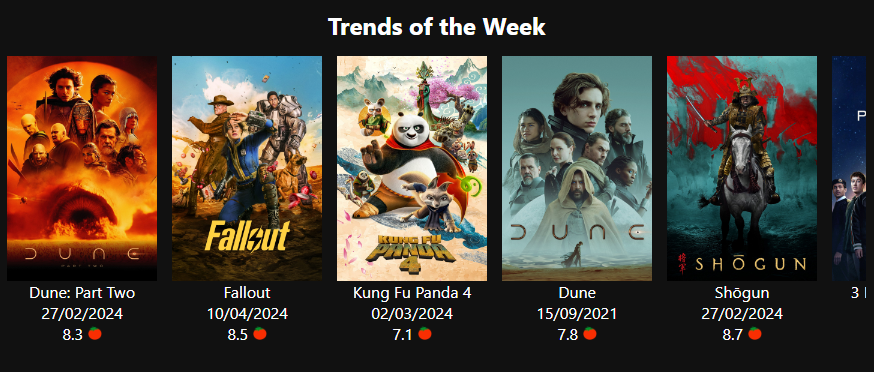 Trends of the Week
DUNE
PART TWO
Fallout
KUNG FU
PANDA
4
DUNE
将軍
SHŌGUN
P
Dune: Part Two
27/02/2024
8.3
Fallout
10/04/2024
8.5
Kung Fu Panda 4
02/03/2024
7.1
Dune
15/09/2021
7.8
Shōgun
27/02/2024
8.7
3